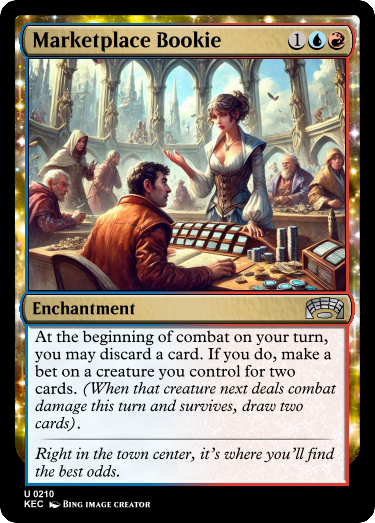 Marketplace Bookie 1
Enchantment
At the beginning of combat on your turn,
you may discard a card. If you do, make a
bet on a creature you control for two
cards. (When that creature next deals combat
damage this turn and survives, draw two
cards).
Right in the town center, it's where you'll find
the best odds.
U 0210
KEC BING IMAGE CREATOR